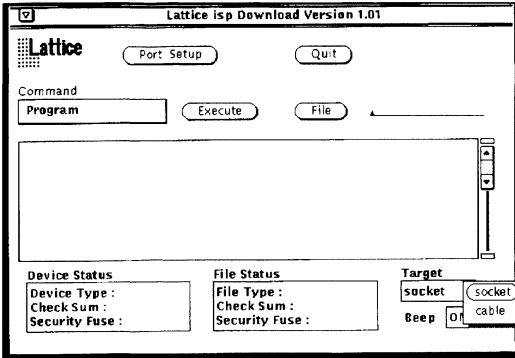 Lattice isp Download Version 1.01
Lattice
Port Setup
Quit
Command
Program
Execute
File
Device Status
Device Type :
Check Sum :
Security Fuse :
File Status
File Type :
Check Sum :
Security Fuse :
Target
socket
socket
cable
Beep